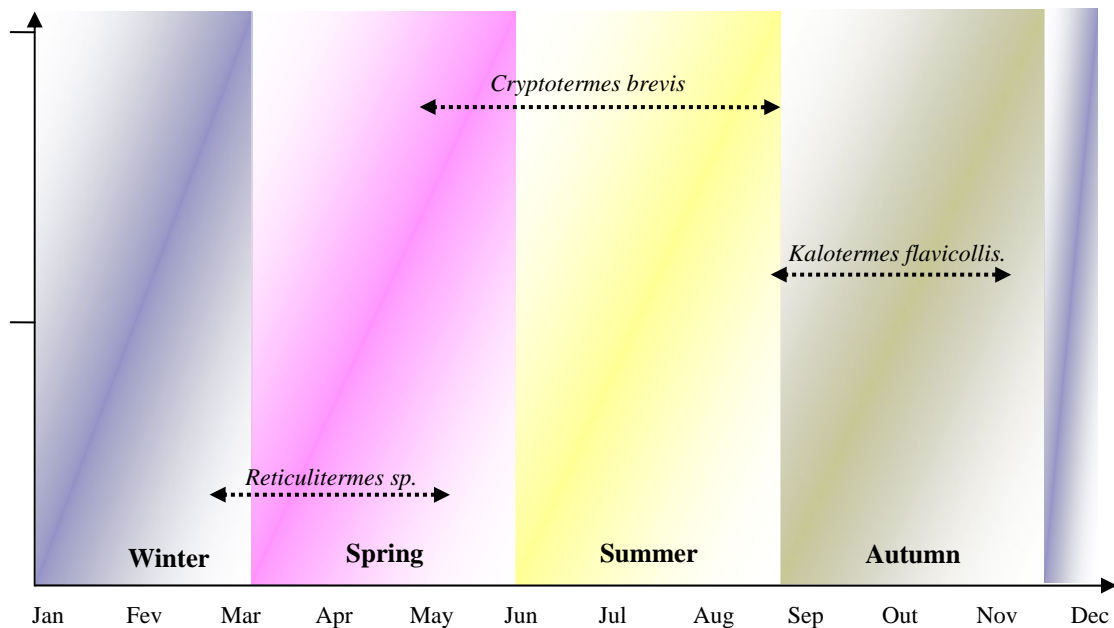 Cryptotermes brevis
Kalotermes flavicollis.
Reticulitermes sp.
Winter Spring Summer Autumn
Jan Fev Mar Apr May Jun Jul Aug Sep Out Nov Dec